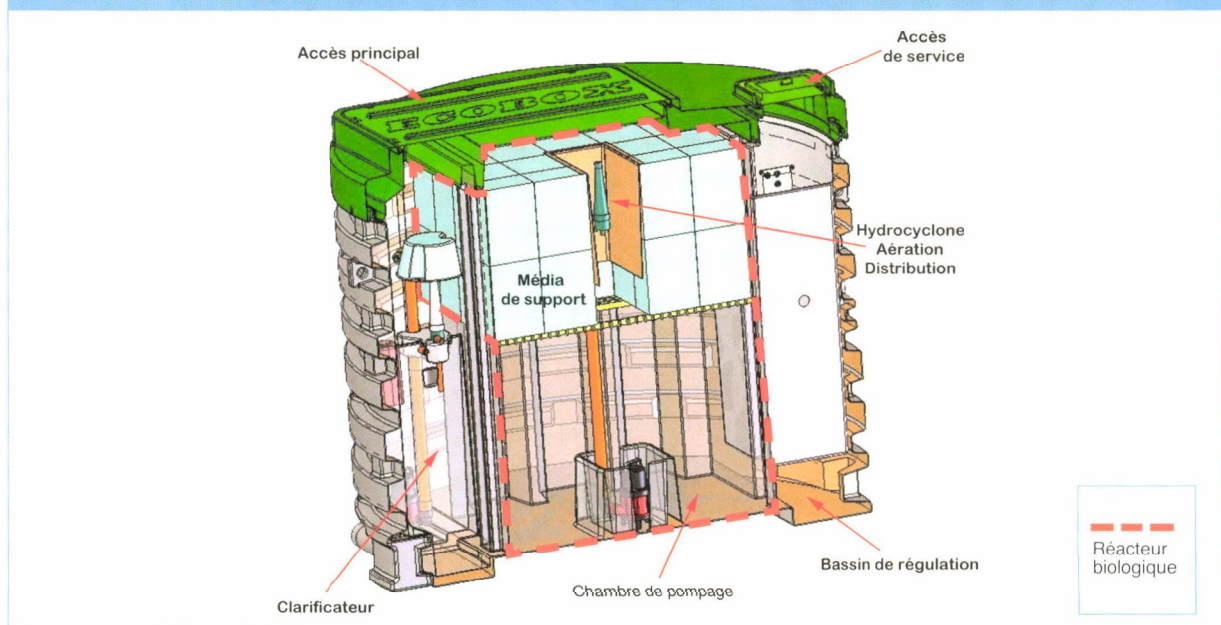 Accès principal
Accès
de service
ECOBOX
Hydrocyclone
Aération
Distribution
Média
de support
Bassin de régulation
Chambre de pompage
Clarificateur
Réacteur
biologique